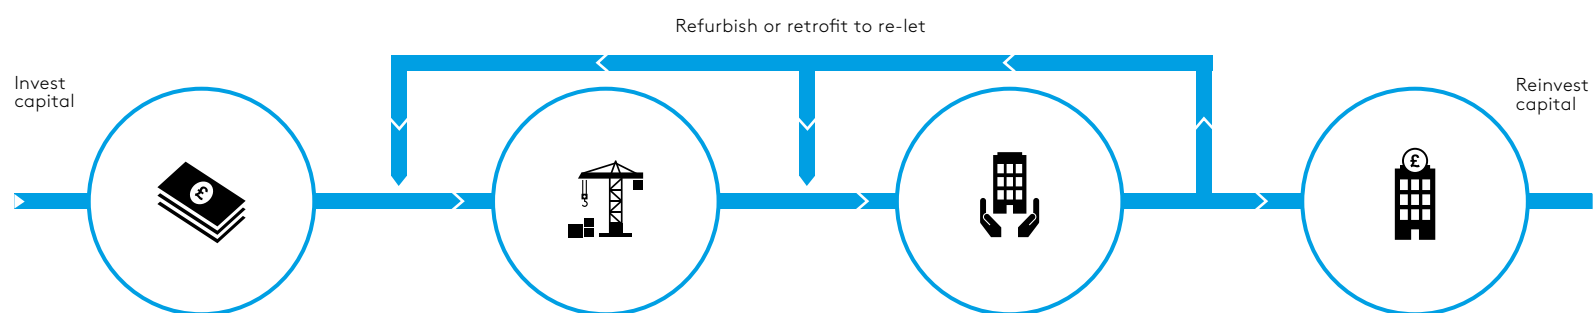 Refurbish or retrofit to re-let
Invest
capital
Reinvest
capital
£
£